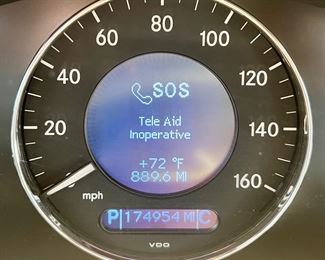 80
100
60
120
SOS
40
140
Tele Aid
Inoperative
20
160
+72 °F
889.6 MI
mph
P 174954 MI C
VDO